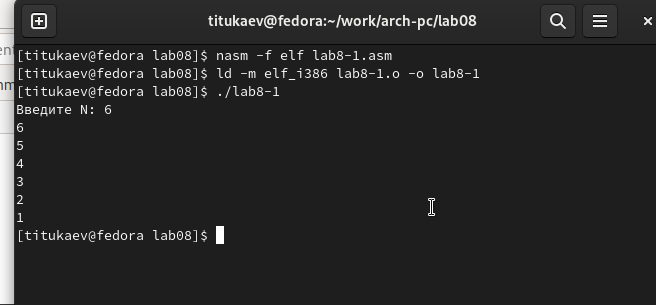 titukaev@fedora:~/work/arch-pc/lab08
[titukaev@fedora lab08]$ nasm -f elf lab8-1.asm
[titukaev@fedora lab08]$ ld -m elf_i386 lab8-1.o -o lab8-1
[titukaev@fedora lab08]$ ./lab8-1
Введите N: 6
6
5
4
3
2
1
[titukaev@fedora lab08]$